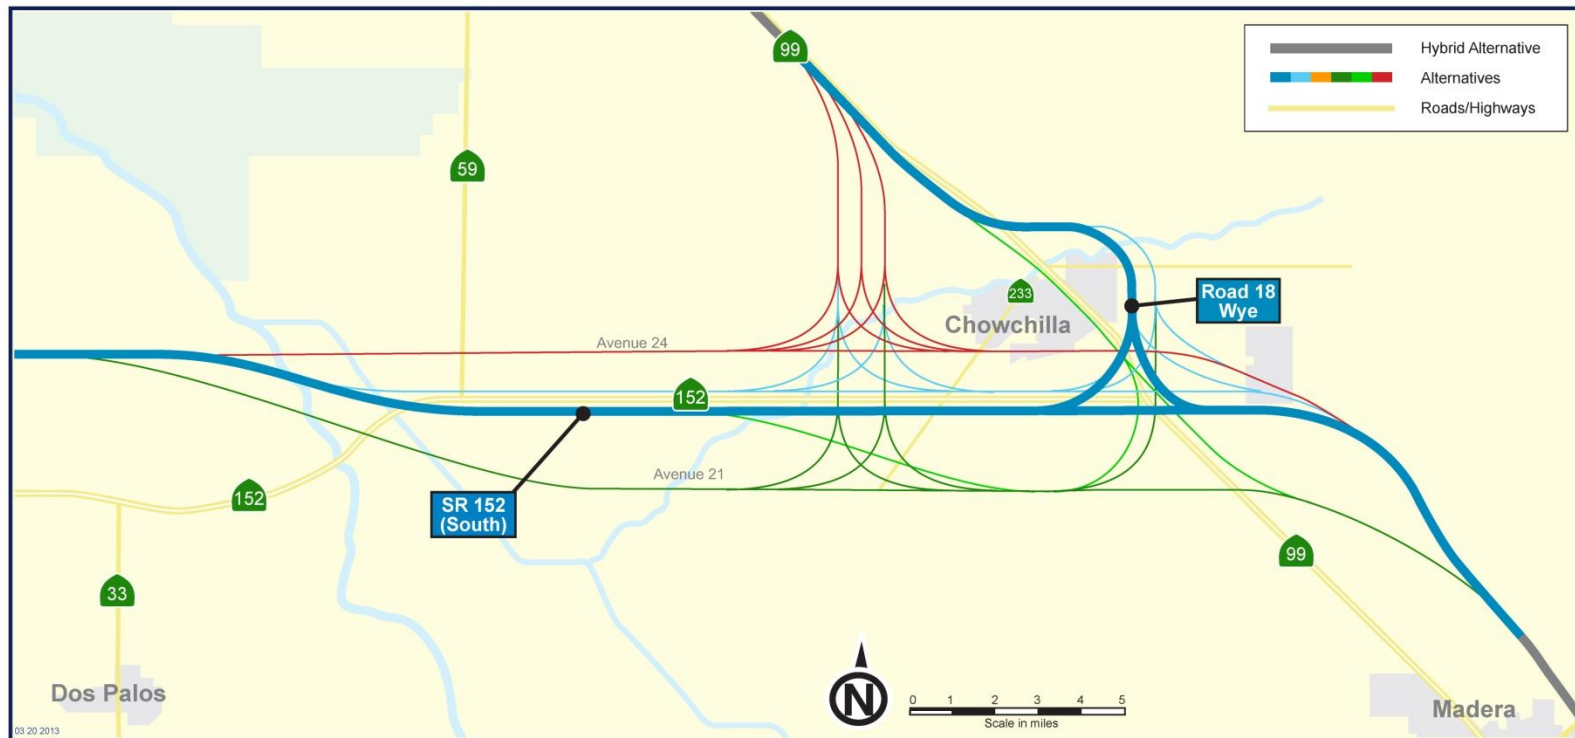 99
Hybrid Alternative
Alternatives
Roads/Highways
59
233
Road 18
Wye
Chowchilla
Avenue 24
152
Avenue 21
152
SR 152
(South)
99
33
Dos Palos
N
0 1 2 3 4 5
Scale in miles
Madera
03 20 2013